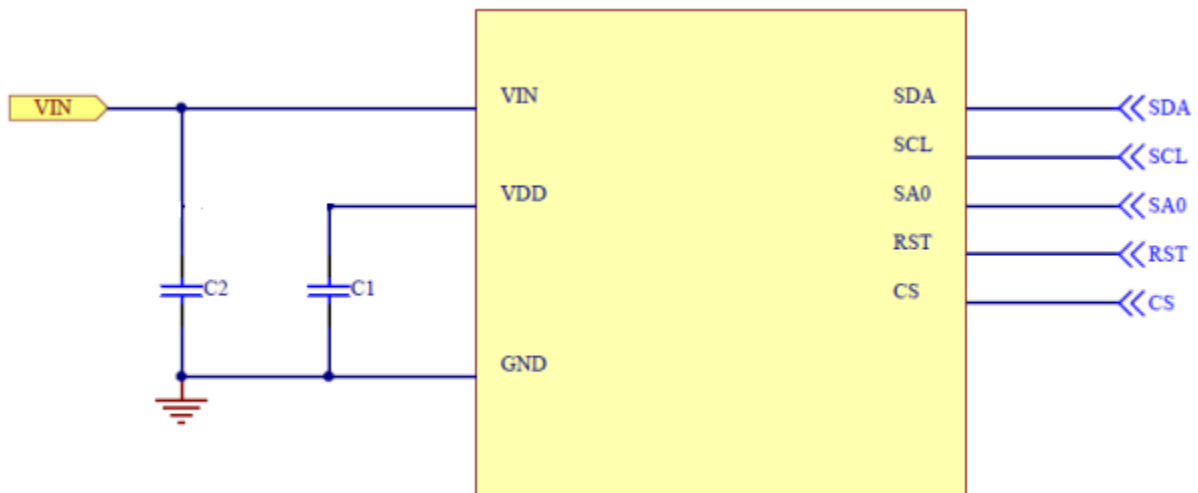 VIN VIN SDA SDA
SCL SCL
VDD SA0 SA0
RST RST
C2 C1 CS CS
GND